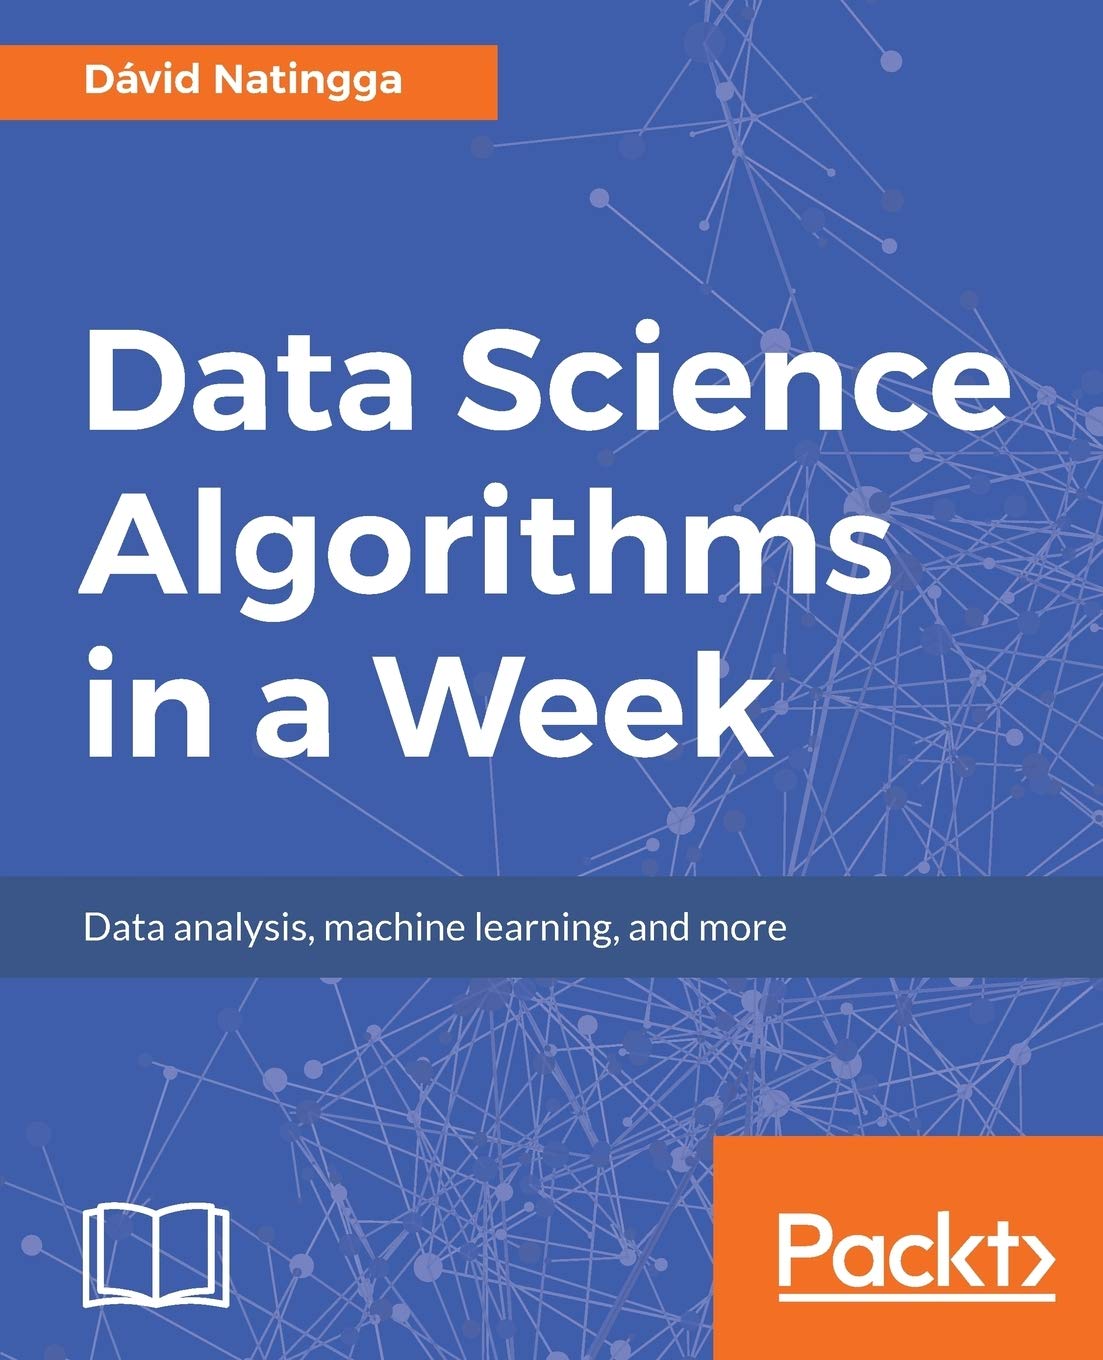 Dávid Natingga
Data Science
Algorithms
in a Week
Data analysis, machine learning, and more
Packt